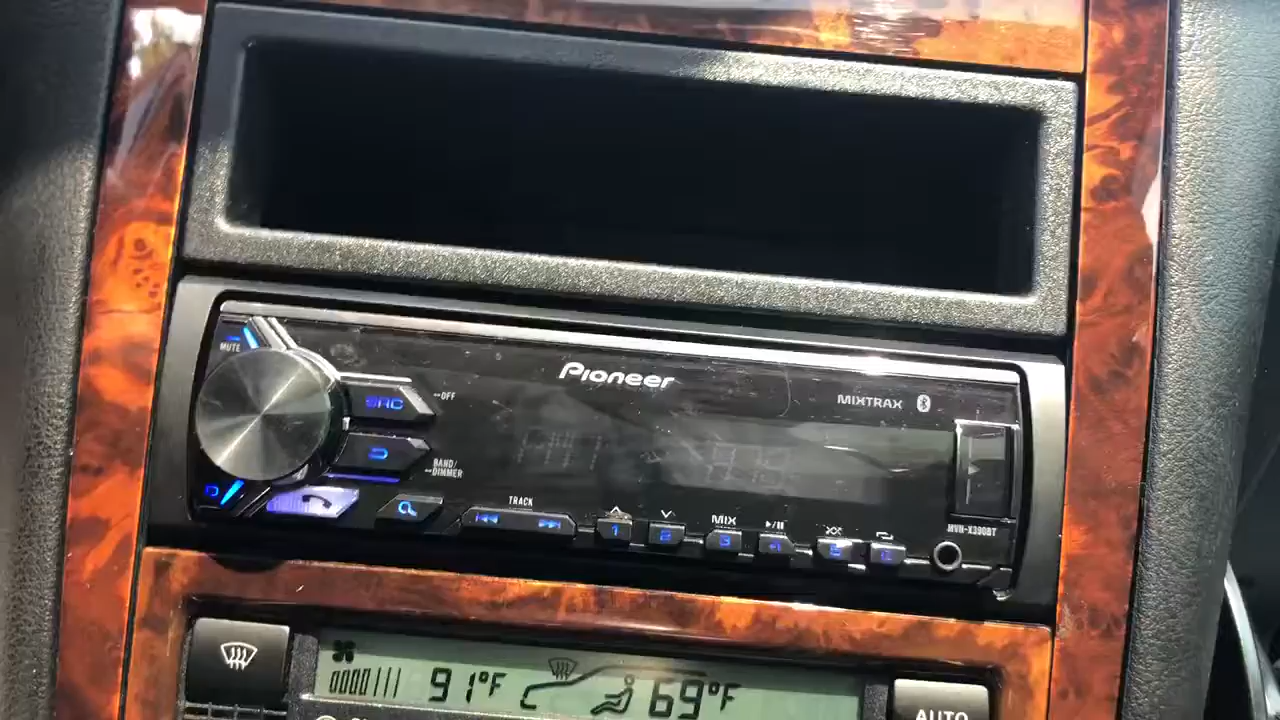 MUTE
Pioneer
SRC
OFF
MIXTRAX
BAND/
DIMMER
TRACK
MIX
MVH-X390BT
1
2
3
4
5
6
91°F
69°F
AUTO